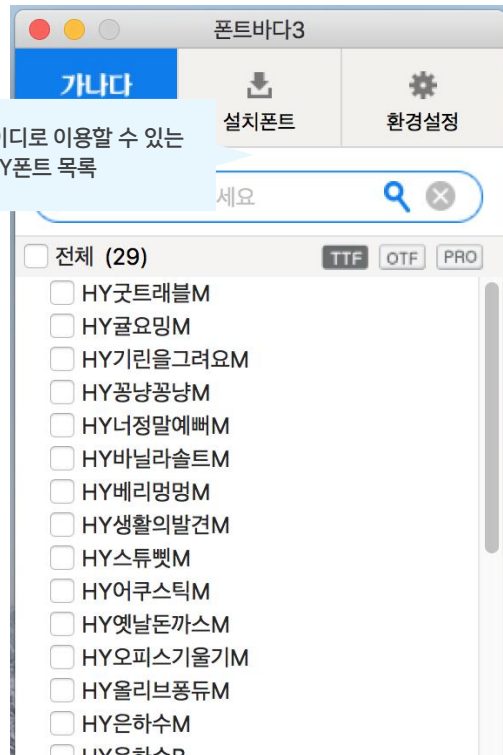 폰트바다3
가나다
설치폰트
환경설정
이디로 이용할 수 있는
Y폰트 목록
세요
전체 (29)
TTF OTF PRO
HY굿트래블M
HY귤요밍M
HY기린을그려요M
HY꽁냥꽁냥M
HY너정말예뻐M
HY바닐라솔트M
HY베리멍멍M
HY생활의발견M
HY스튜삣M
HY어쿠스틱M
HY옛날돈까스M
HY오피스기울기M
HY올리브퐁듀M
HY은하수M
HY은하수B